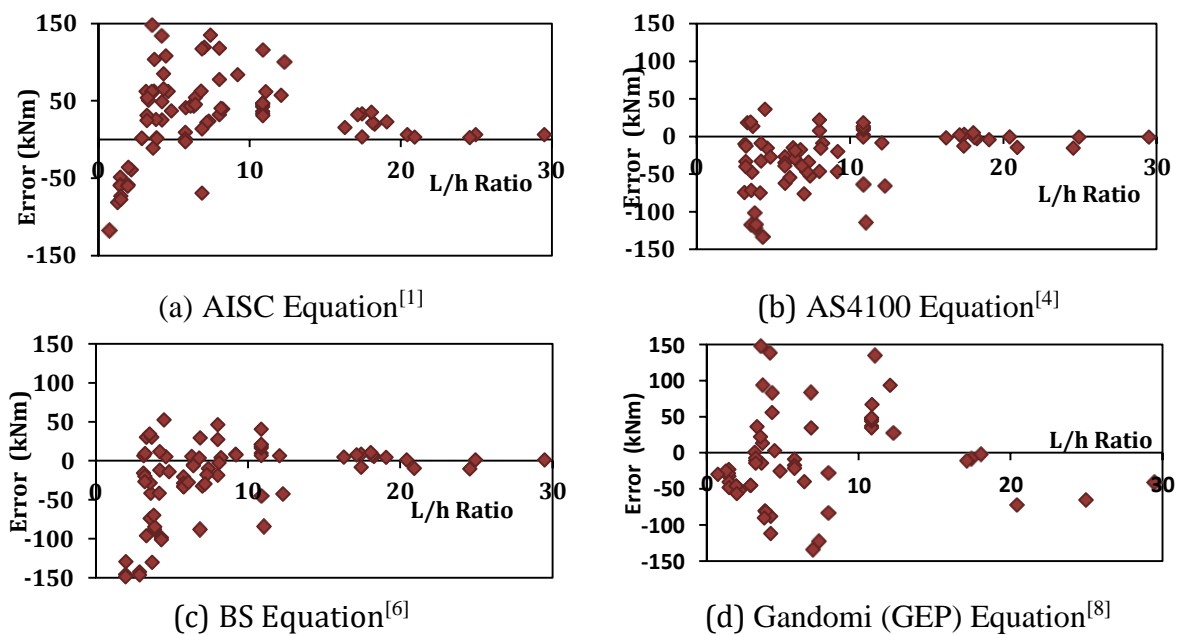 150
100
50
0
-50
-100
-150
0 10 20 30
Error (kNm)
L/h Ratio
(a) AISC Equation[1]
150
100
50
0
-50
-100
-150
0 10 20 30
Error (kNm)
L/h Ratio
(b) AS4100 Equation[4]
150
100
50
0
-50
-100
-150
0 10 20 30
Error (kNm)
L/h Ratio
(c) BS Equation[6]
150
100
50
0
-50
-100
-150
0 10 20 30
Error (kNm)
L/h Ratio
(d) Gandomi (GEP) Equation[8]